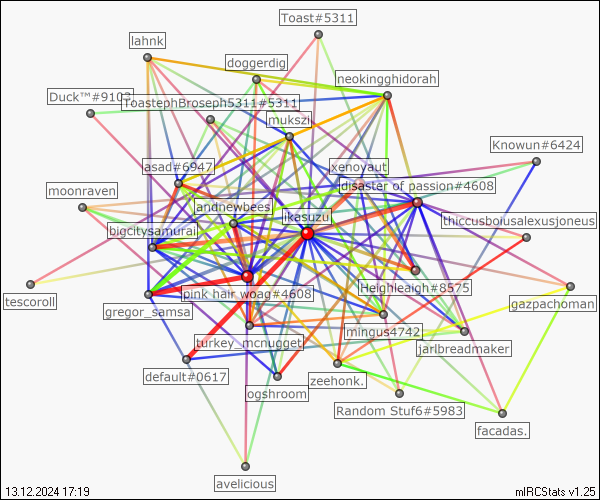 Toast#5311
lahnk
doggerdig
neokingghidorah
Duck™#9103
ToastephBroseph5311#5311
mukszi
Knowun#6424
asad#6947
xenoyaut
disaster of passion#4608
moonraven
andnewbees
ikasuzu
thiccusboiusalexusjoneus
bigcitysamurai
pink hair woag#4608
Heighleaigh#8575
tescoroll
gazpachoman
gregor_samsa
mingus4742
turkey_mcnugget
jarlbreadmaker
default#0617
zeehonk.
ogshroom
Random Stuf6#5983
facadas.
avelicious
13.12.2024 17:19
mIRCStats v1.25